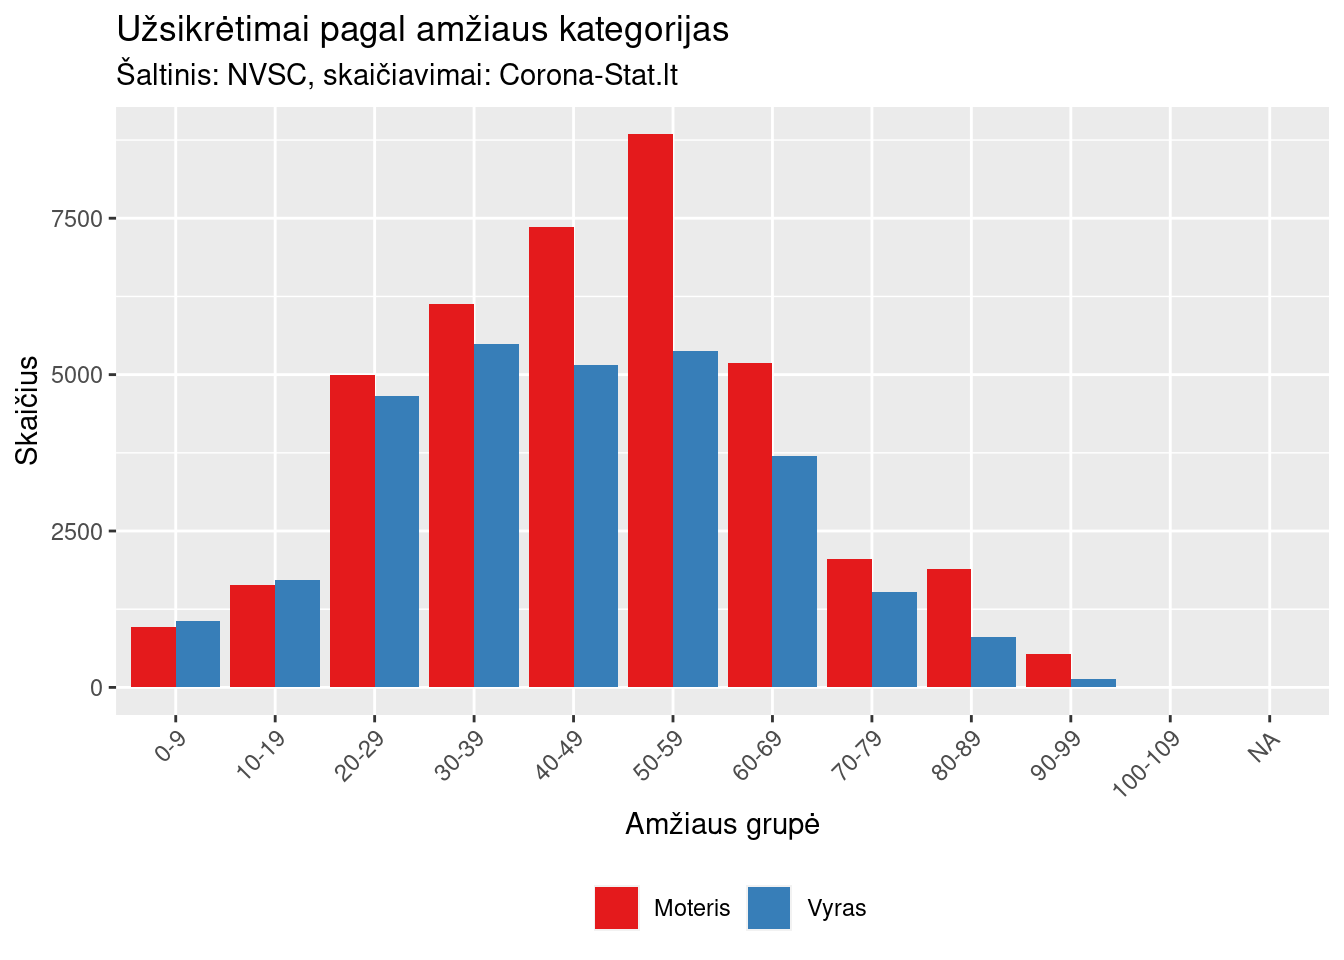 Užsikrėtimai pagal amžiaus kategorijas
Šaltinis: NVSC, skaičiavimai: Corona-Stat.lt
Skaičius
7500
5000
2500
0
0-9
10-19
20-29
30-39
40-49
50-59
60-69
70-79
80-89
90-99
100-109
NA
Amžiaus grupė
Moteris
Vyras